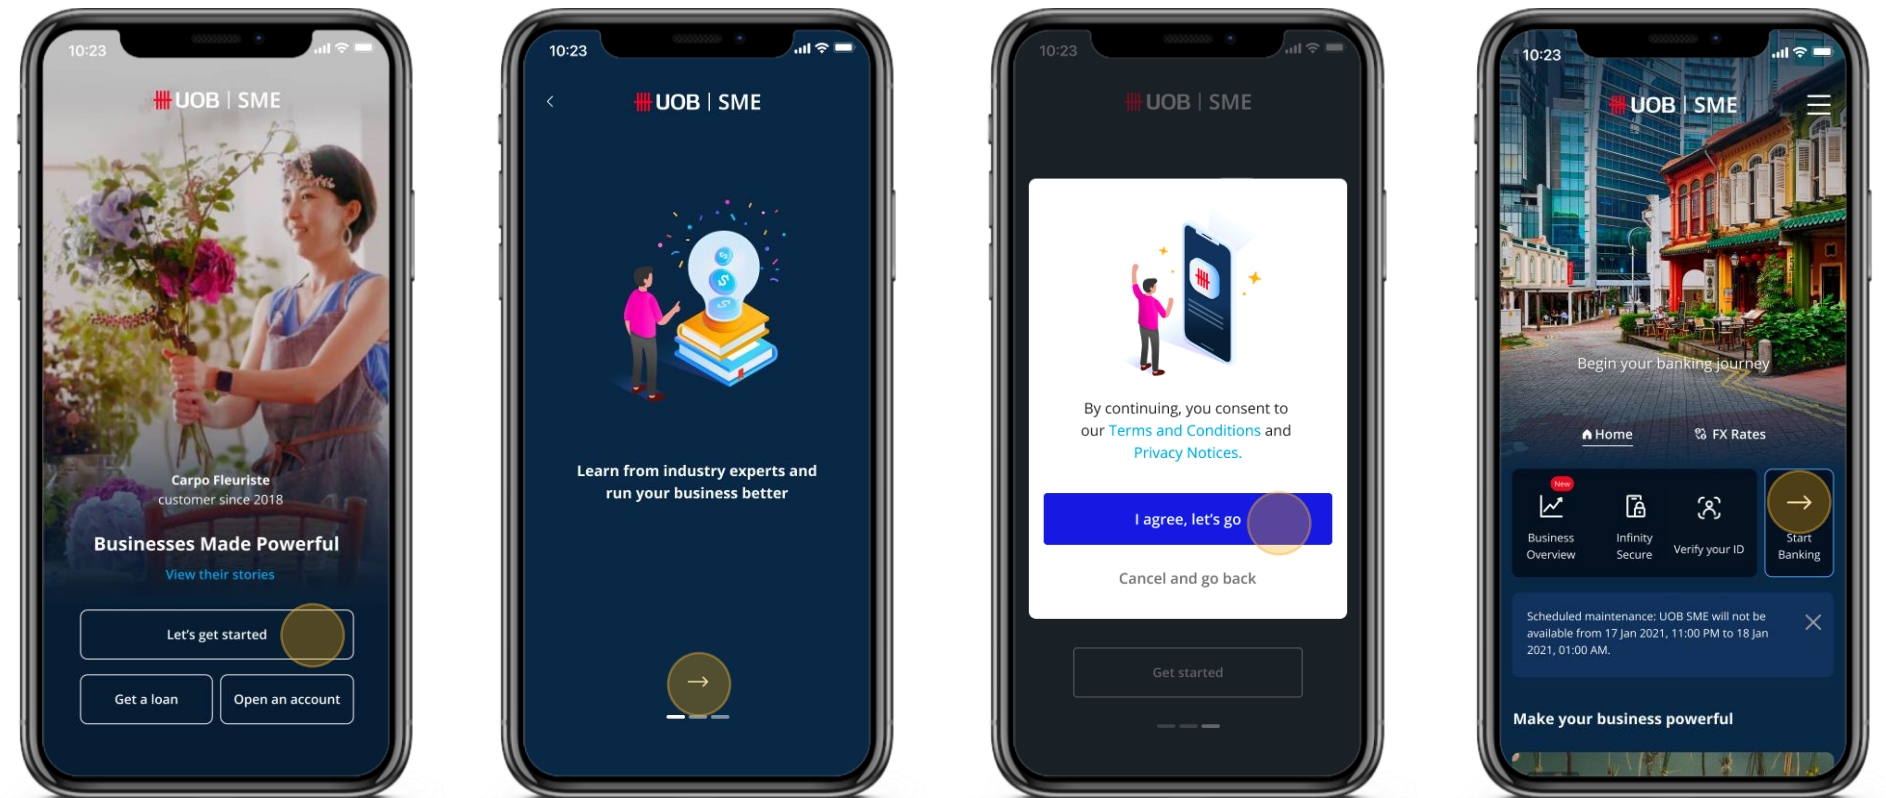 10:23
UOB | SME
Carpo Fleuriste
customer since 2018
Businesses Made Powerful
View their stories
Let's get started
Get a loan
Open an account
10:23
UOB | SME
Learn from industry experts and
run your business better
10:23
UOB | SME
By continuing, you consent to
our Terms and Conditions and
Privacy Notices.
I agree, let's go
Cancel and go back
Get started
10:23
UOB | SME
Begin your banking journey
Home
FX Rates
New
Business
Overview
Infinity
Secure
Verify your ID
Start
Banking
Scheduled maintenance: UOB SME will not be
available from 17 Jan 2021, 11:00 PM to 18 Jan
2021, 01:00 AM.
Make your business powerful